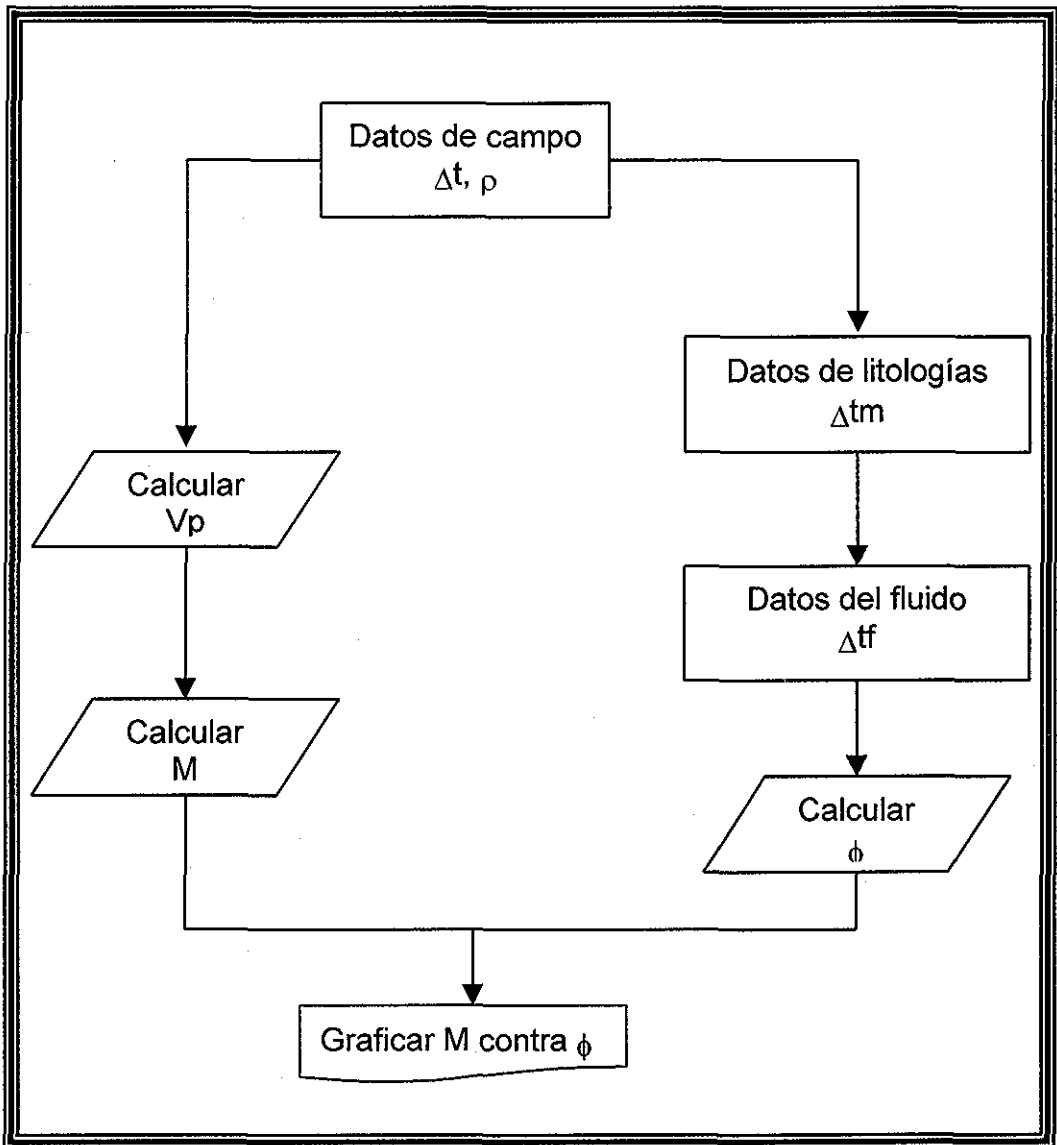 Datos de campo
Δt, ρ
Datos de litologías
Δtm
Calcular
Vp
Datos del fluido
Δtf
Calcular
M
Calcular
ϕ
Graficar M contra ϕ